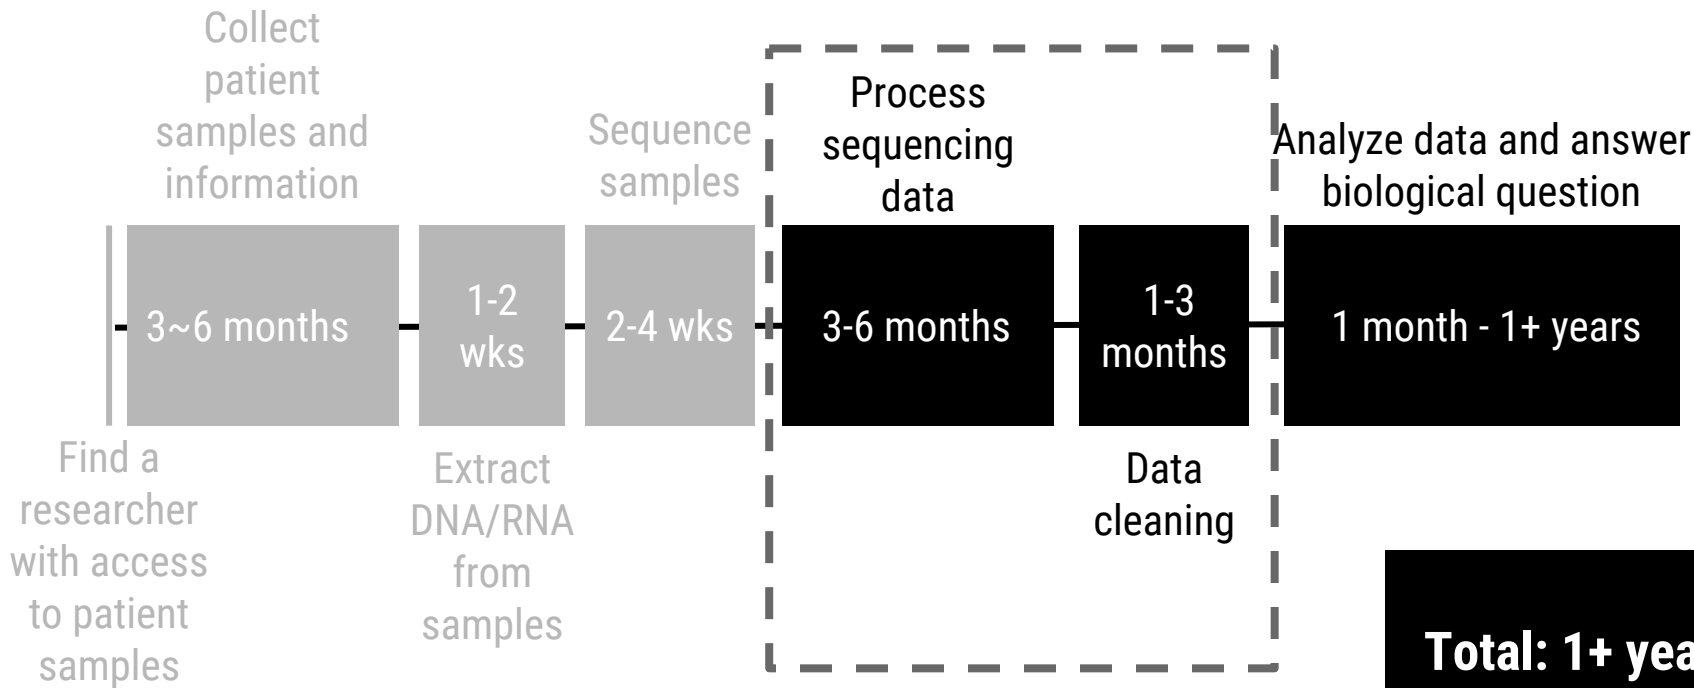 Collect
patient
samples and
information
Sequence
samples
Process
sequencing
data
Analyze data and answer
biological question
3~6 months
1-2
wks
2-4 wks
3-6 months
1-3
months
1 month - 1+ years
Find a
researcher
with access
to patient
samples
Extract
DNA/RNA
from
samples
Data
cleaning
Total: 1+ yea